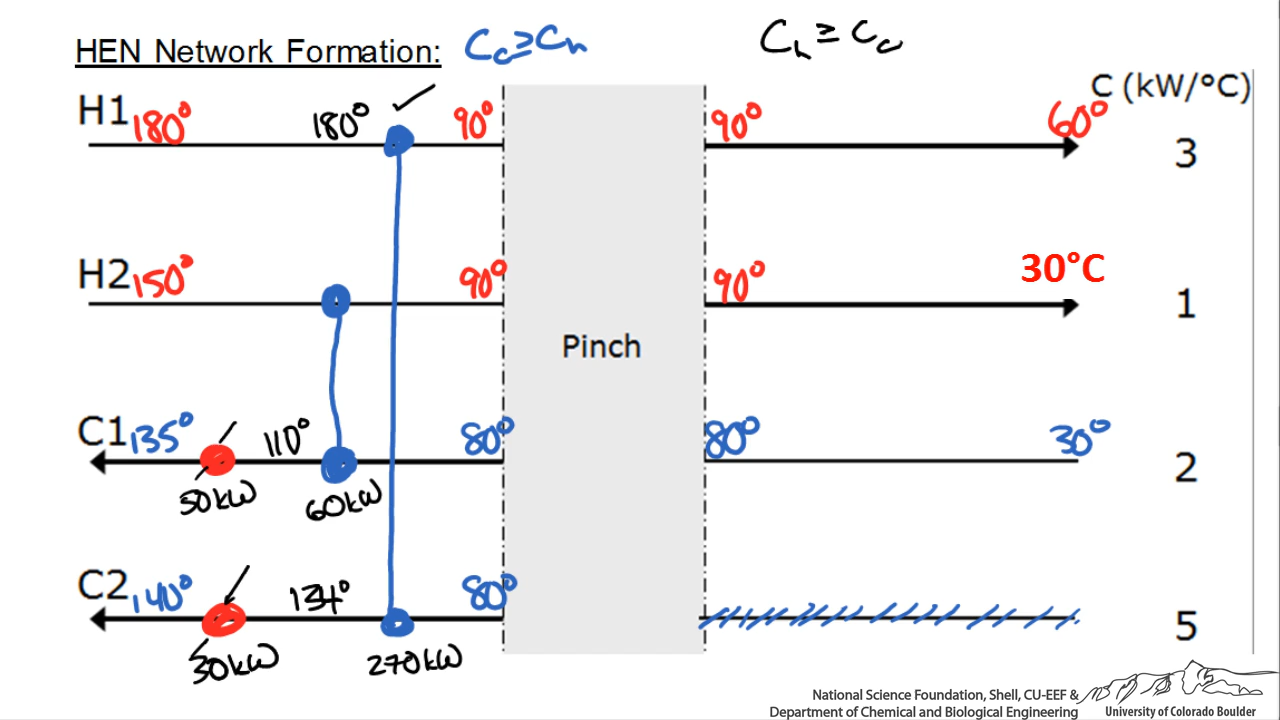 HEN Network Formation: Cc≥Ch Ch≥Cc
C (kW/°C)
H1 180° 180° 90° 90° 60° 3
H2 150° 90° 90° 30°C 1
Pinch
C1 135° 110° 80° 80° 30° 2
50kW 60kW
C2 140° 134° 80° 5
30kW 270kW
National Science Foundation, Shell, CU-EEF &
Department of Chemical and Biological Engineering
University of Colorado Boulder